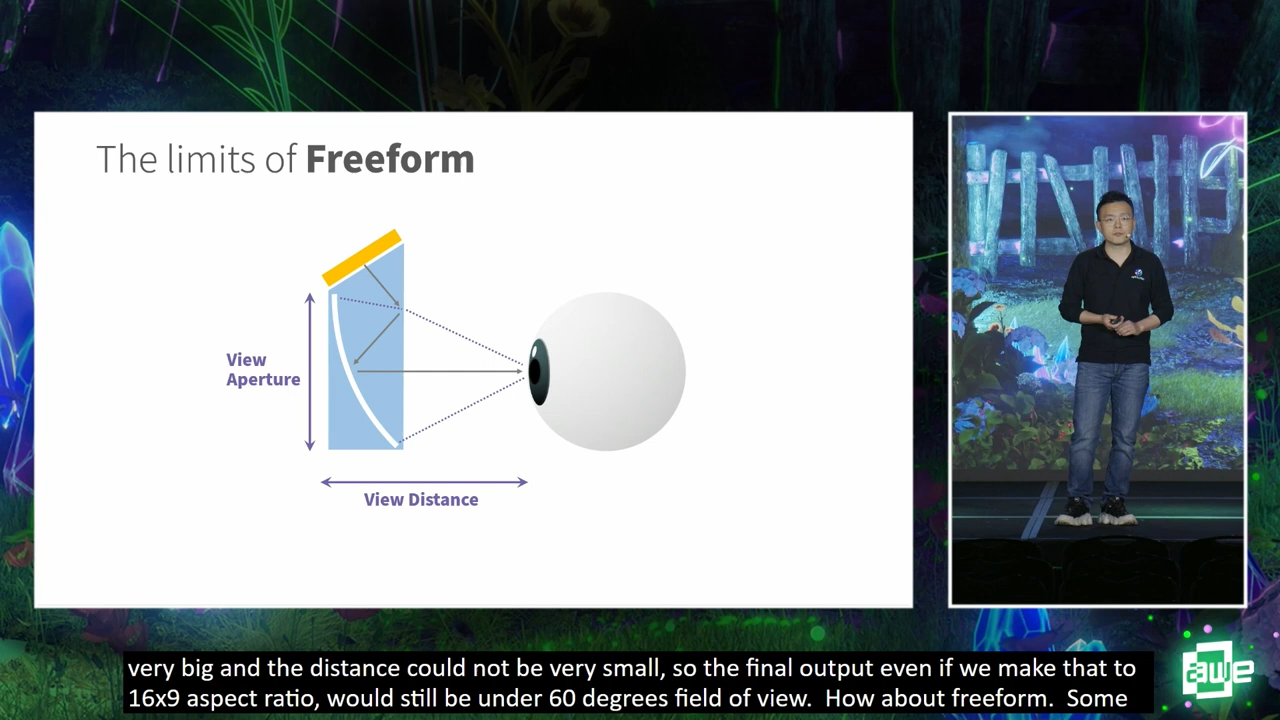 The limits of Freeform
View
Aperture
View Distance
very big and the distance could not be very small, so the final output even if we make that to
16x9 aspect ratio, would still be under 60 degrees field of view.  How about freeform.  Some
awe